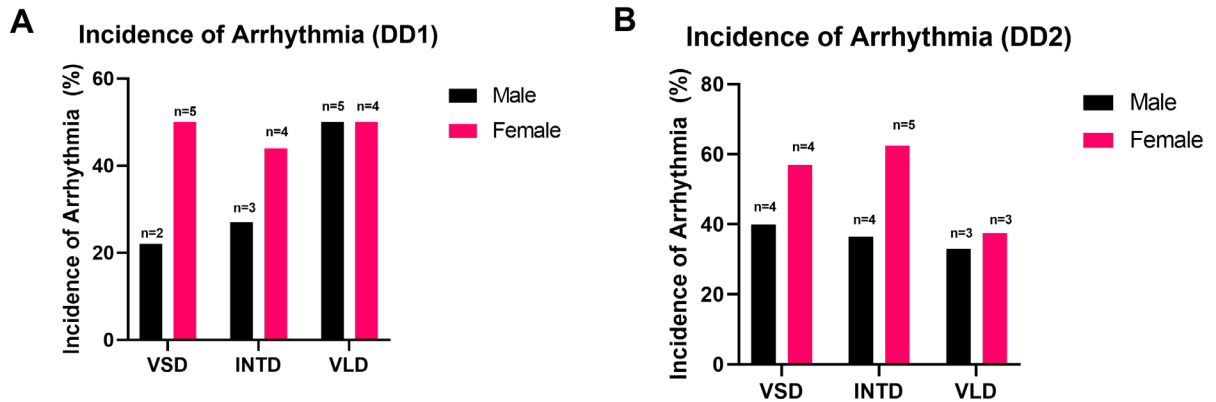 A
Incidence of Arrhythmia (DD1)
Incidence of Arrhythmia (%)
60
40
20
0
n=2
n=5
n=3
n=4
n=5
n=4
VSD
INTD
VLD
Male
Female
B
Incidence of Arrhythmia (DD2)
Incidence of Arrhythmia (%)
80
60
40
20
0
n=4
n=4
n=4
n=5
n=3
n=3
VSD
INTD
VLD
Male
Female